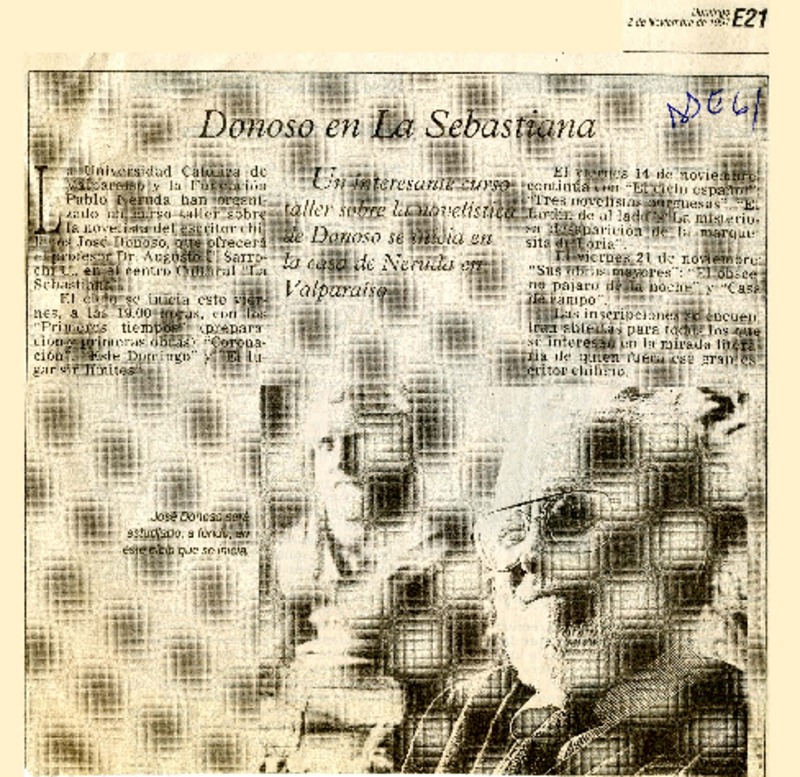 Domingo
2 de Noviembre de 1997 E21
Donoso en La Sebastiana
La Universidad Católica de
Valparaíso y la Fundación
Pablo Neruda han organi-
zado un curso taller sobre
la novelista del escritor chi-
leno José Donoso, que ofrecerá
el profesor Dr. Augusto C. Sarro-
chi C., en el centro Cultural "La
Sebastiana".
El ciclo se inicia este vier-
nes, a las 19.00 horas, con los
"Primeros tiempos" (prepara-
ción y primeras obras): "Corona-
ción", "Este Domingo" y "El lu-
gar sin límites".
Un interesante curso
taller sobre la novelística
de Donoso se inicia en
la casa de Neruda en
Valparaíso
El viernes 14 de noviembre
continúa con "El ciclo español":
"Tres novelistas burguesas", "El
Jardín de al lado" y "La misterio-
sa desaparición de la marque-
sita de Loria".
El viernes 21 de noviembre:
"Sus obras mayores": "El obsce-
no pájaro de la noche" y "Casa
de campo".
Las inscripciones se encuen-
tran abiertas para todos los que
se interesan en la mirada litera-
ria de quien fuera ese gran es-
critor chileno.
José Donoso será
estudiado, a fondo, en
este ciclo que se inicia.